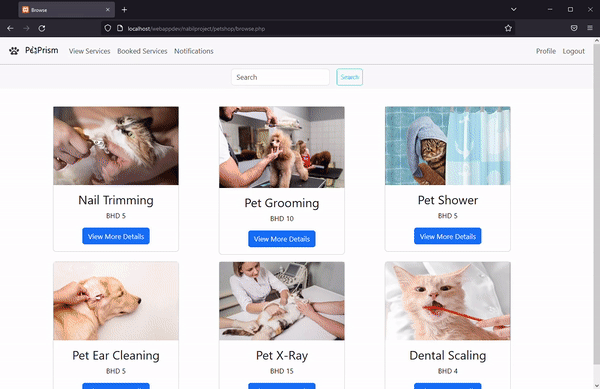 Browse
localhost/webappdev/nabilproject/petshop/browse.php
PetPrism View Services Booked Services Notifications Profile Logout
Search Search
Nail Trimming Pet Grooming Pet Shower
BHD 5 BHD 10 BHD 5
View More Details View More Details View More Details
Pet Ear Cleaning Pet X-Ray Dental Scaling
BHD 5 BHD 15 BHD 4